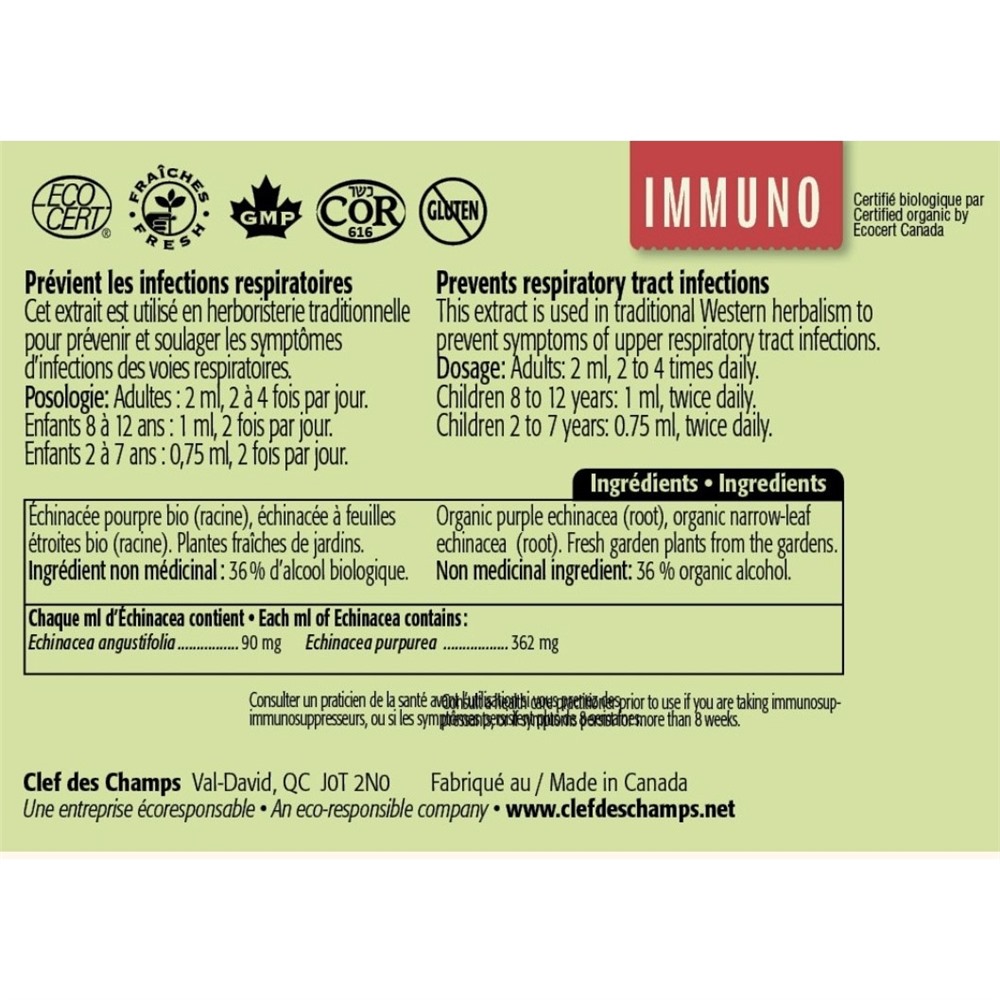 ECO
CERT
®
FRAÎCHES
FRESH
GMP
כשר
COR
616
GLUTEN
IMMUNO
Certifié biologique par
Certified organic by
Ecocert Canada
Prévient les infections respiratoires
Cet extrait est utilisé en herboristerie traditionnelle
pour prévenir et soulager les symptômes
d'infections des voies respiratoires.
Posologie: Adultes : 2 ml, 2 à 4 fois par jour.
Enfants 8 à 12 ans : 1 ml, 2 fois par jour.
Enfants 2 à 7 ans : 0,75 ml, 2 fois par jour.
Prevents respiratory tract infections
This extract is used in traditional Western herbalism to
prevent symptoms of upper respiratory tract infections.
Dosage: Adults: 2 ml, 2 to 4 times daily.
Children 8 to 12 years: 1 ml, twice daily.
Children 2 to 7 years: 0.75 ml, twice daily.
Ingrédients • Ingredients
Échinacée pourpre bio (racine), échinacée à feuilles
étroites bio (racine). Plantes fraîches de jardins.
Ingrédient non médicinal : 36 % d'alcool biologique.
Organic purple echinacea (root), organic narrow-leaf
echinacea (root). Fresh garden plants from the gardens.
Non medicinal ingredient: 36 % organic alcohol.
Chaque ml d'Échinacea contient • Each ml of Echinacea contains :
Echinacea angustifolia ................ 90 mg Echinacea purpurea ................. 362 mg
Consulter un praticien de la santé
immunosuppresseurs, ou si les
prior to use if you are taking immunosup-
more than 8 weeks.
Clef des Champs Val-David, QC J0T 2N0 Fabriqué au / Made in Canada
Une entreprise écoresponsable • An eco-responsible company • www.clefdeschamps.net